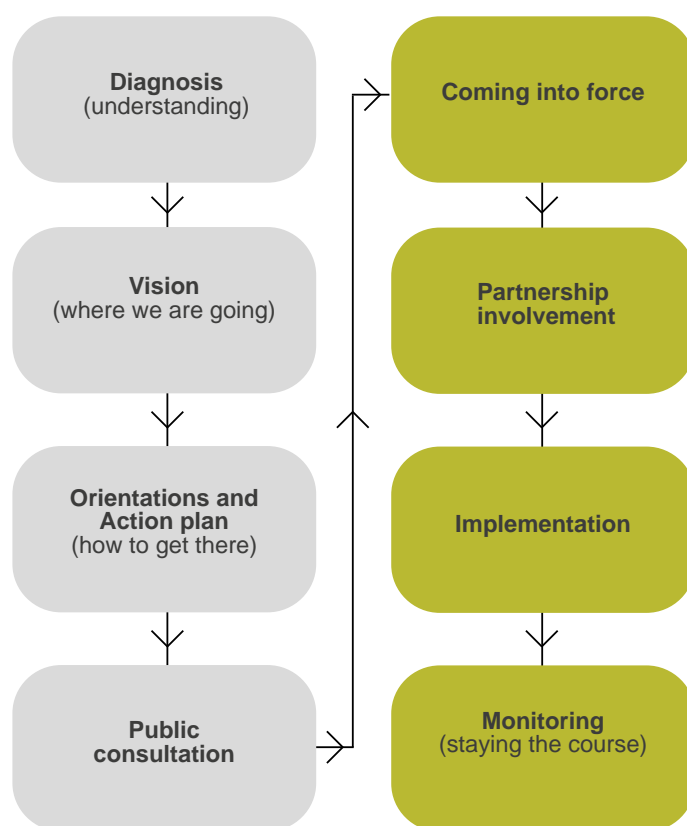 Diagnosis
(understanding)
Vision
(where we are going)
Orientations and
Action plan
(how to get there)
Public
consultation
Coming into force
Partnership
involvement
Implementation
Monitoring
(staying the course)